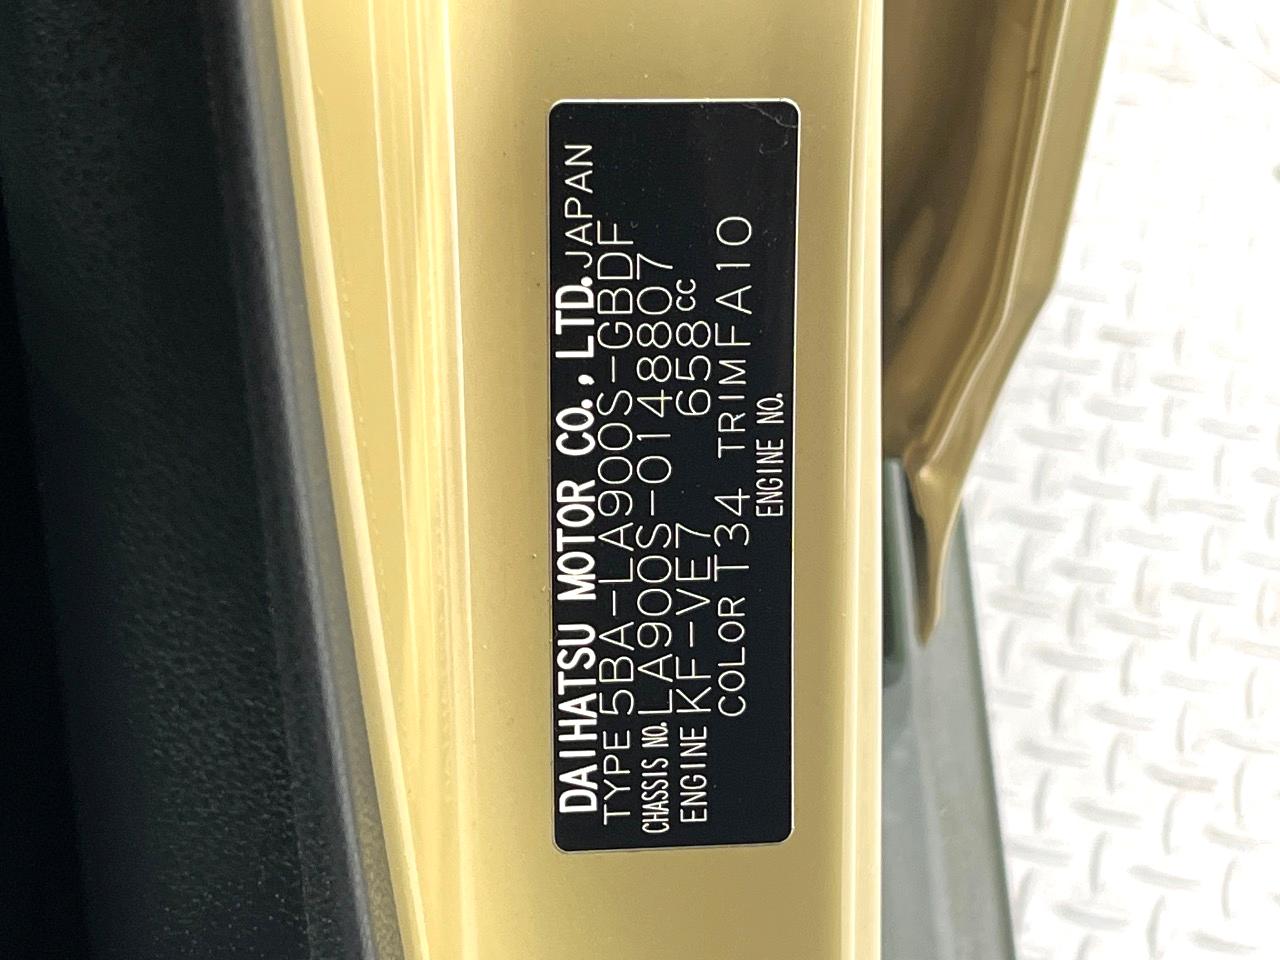 DAIHATSU MOTOR CO., LTD. JAPAN
TYPE 5BA-LA900S-GBDF
CHASSIS NO. LA900S-0148807
ENGINE KF-VE7 658cc
COLOR T34 TRIM FA10
ENGINE NO.